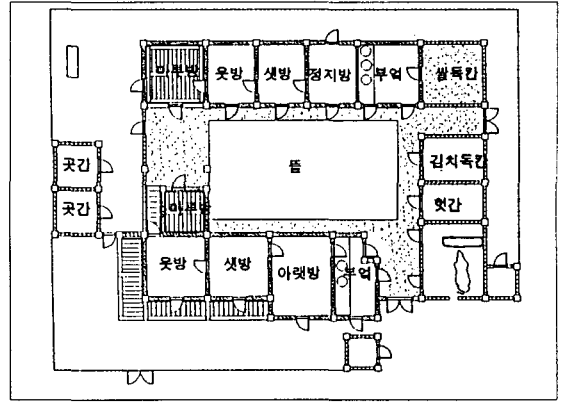 마루방 웃방 샛방 정지방 부엌 쌀독칸
곳간 뜸 김치독칸
곳간 마루방 헛간
웃방 샛방 아랫방 부엌